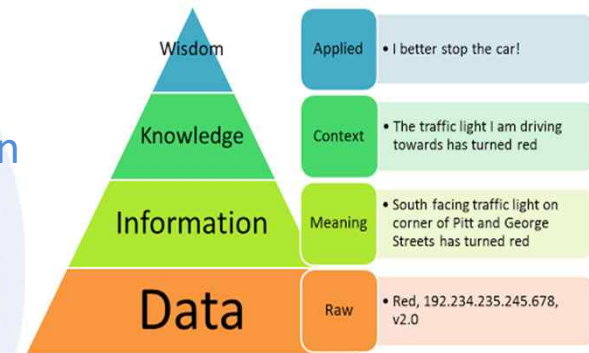 Wisdom
Applied
• I better stop the car!
Knowledge
Context
• The traffic light I am driving
towards has turned red
Information
Meaning
• South facing traffic light on
corner of Pitt and George
Streets has turned red
Data
Raw
• Red, 192.234.235.245.678,
v2.0